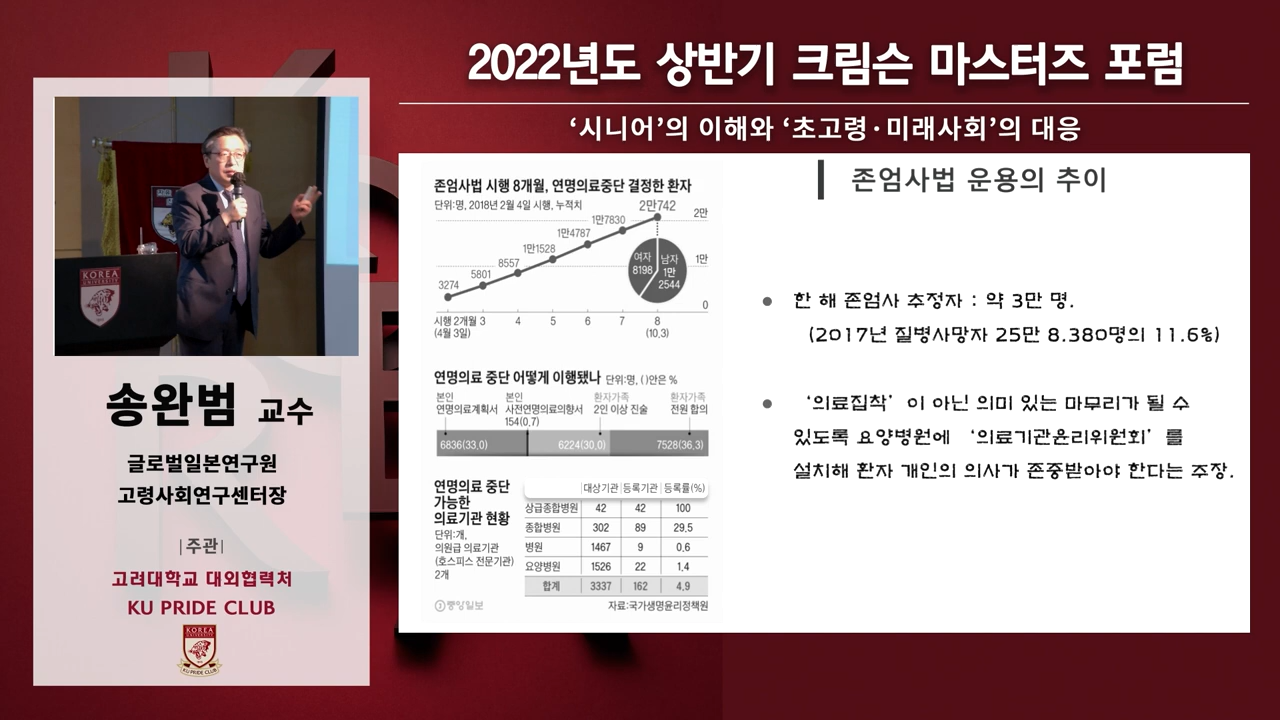 2022년도 상반기 크림슨 마스터즈 포럼
‘시니어’의 이해와 ‘초고령·미래사회’의 대응
KOREA
UNIVERSITY
송완범 교수
글로벌일본연구원
고령사회연구센터장
|주관|
고려대학교 대외협력처
KU PRIDE CLUB
KOREA
UNIVERSITY
KU PRIDE CLUB
존엄사법 시행 8개월, 연명의료중단 결정한 환자
단위:명, 2018년 2월 4일 시행, 누적치
2만742
2만
1만7830
1만4787
1만1528
8557
5801
3274
1만
0
여자
8198
남자
1만
2544
시행 2개월 3 4 5 6 7 8
(4월 3일) (10.3)
연명의료 중단 어떻게 이행됐나 단위:명, ( )안은 %
본인 본인 환자가족 환자가족
연명의료계획서 사전연명의료의향서 2인 이상 진술 전원 합의
154(0.7)
6836(33.0) 6224(30.0) 7528(36.3)
연명의료 중단
가능한
의료기관 현황
단위:개,
의원급 의료기관
(호스피스 전문기관)
2개
대상기관 등록기관 등록률(%)
상급종합병원 42 42 100
종합병원 302 89 29.5
병원 1467 9 0.6
요양병원 1526 22 1.4
합계 3337 162 4.9
중앙일보
자료:국가생명윤리정책원
존엄사법 운용의 추이
• 한 해 존엄사 추정자 : 약 3만 명.
(2017년 질병사망자 25만 8.380명의 11.6%)
• ‘의료집착’이 아닌 의미 있는 마무리가 될 수
있도록 요양병원에 ‘의료기관윤리위원회’를
설치해 환자 개인의 의사가 존중받아야 한다는 주장.